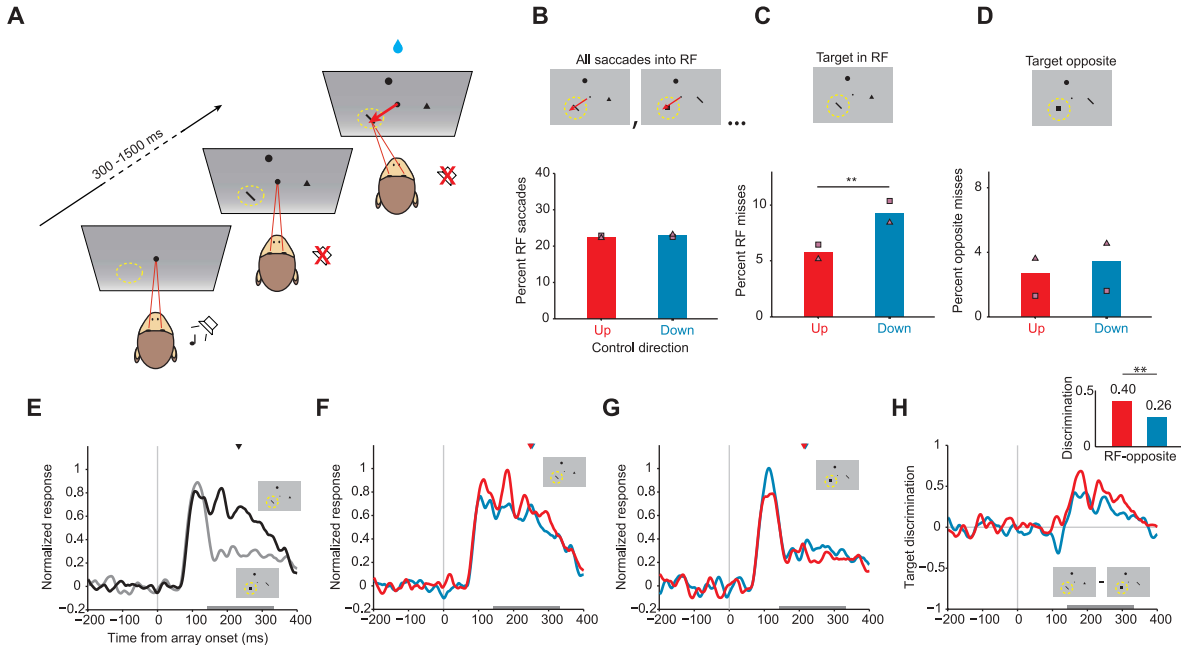 A
300 -1500 ms
B
All saccades into RF
, ...
Percent RF saccades
40
30
20
10
0
Up Down
Control direction
C
Target in RF
Percent RF misses
10
5
0
**
Up Down
D
Target opposite
Percent opposite misses
8
4
0
Up Down
E
Normalized response
1
0.8
0.6
0.4
0.2
0
−0.2
−200 −100 0 100 200 300 400
Time from array onset (ms)
F
Normalized response
1
0.8
0.6
0.4
0.2
0
−0.2
−200 −100 0 100 200 300 400
G
Normalized response
1
0.8
0.6
0.4
0.2
0
−0.2
−200 −100 0 100 200 300 400
H
Discrimination
0.5
0
**
0.40 0.26
RF-opposite
Target discrimination
1
0.5
0
−0.5
−1
-
−200 −100 0 100 200 300 400